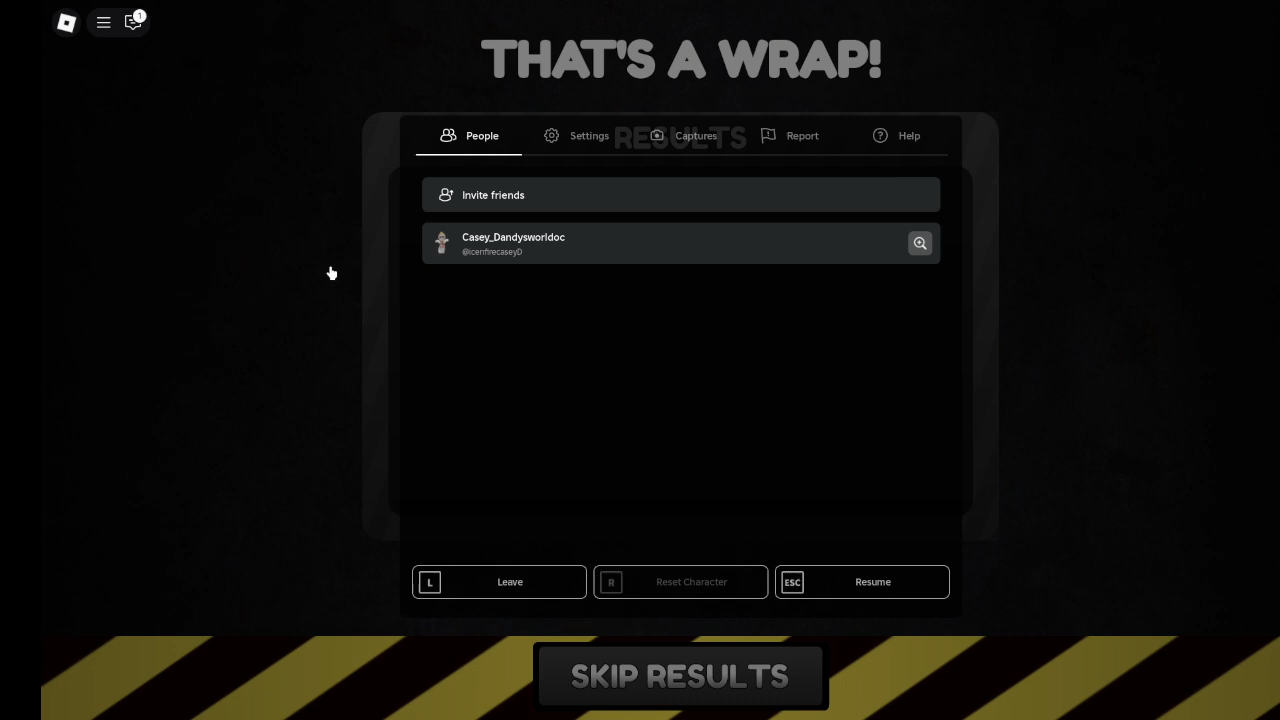 1
THAT'S A WRAP!
RESULTS
People
Settings
Captures
Report
Help
Invite friends
Casey_Dandysworldoc
@icenfirecaseyD
L
Leave
R
Reset Character
ESC
Resume
SKIP RESULTS